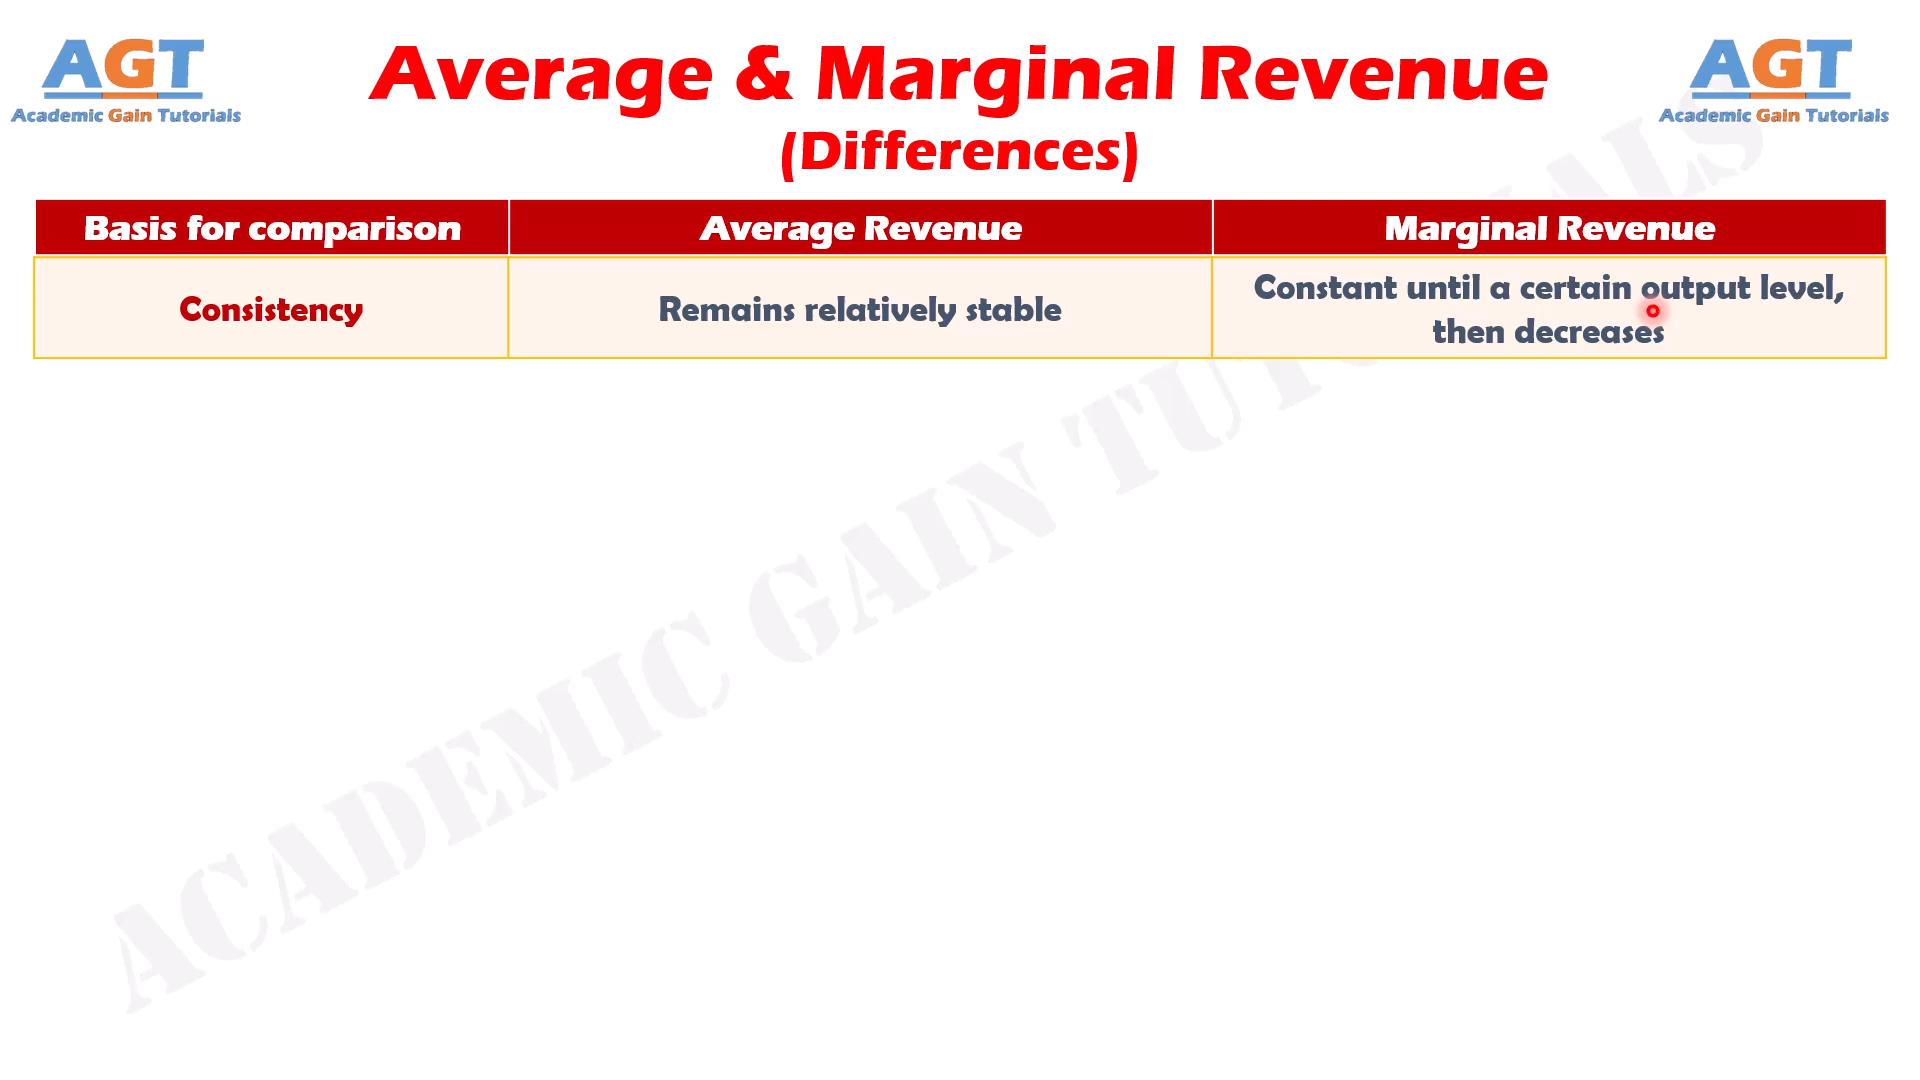 AGT
Academic Gain Tutorials
Average & Marginal Revenue
(Differences)
AGT
Academic Gain Tutorials
Basis for comparison
Average Revenue
Marginal Revenue
Consistency
Remains relatively stable
Constant until a certain output level,
then decreases
ACADEMIC GAIN TUTORIALS